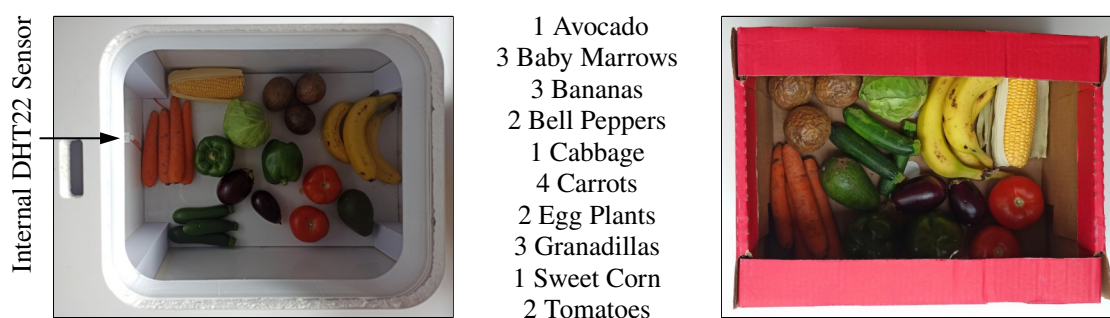 Internal DHT22 Sensor
1 Avocado
3 Baby Marrows
3 Bananas
2 Bell Peppers
1 Cabbage
4 Carrots
2 Egg Plants
3 Granadillas
1 Sweet Corn
2 Tomatoes